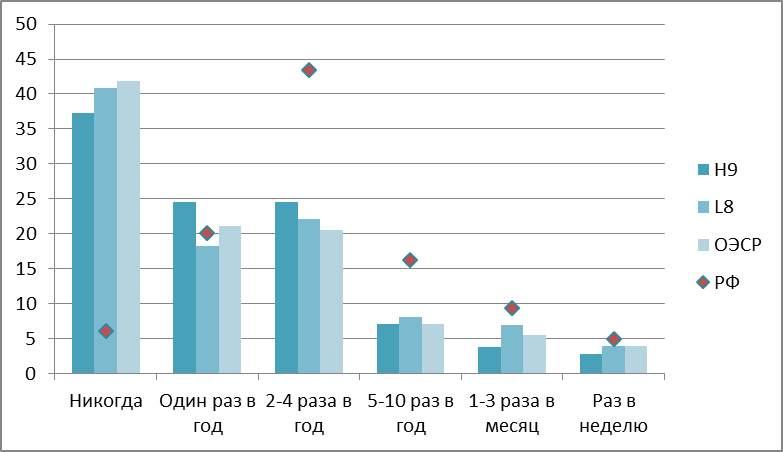 50
45
40
35
30
25
20
15
10
5
0
Никогда
Один раз в
год
2-4 раза в
год
5-10 раз в
год
1-3 раза в
месяц
Раз в
неделю
H9
L8
ОЭСР
РФ